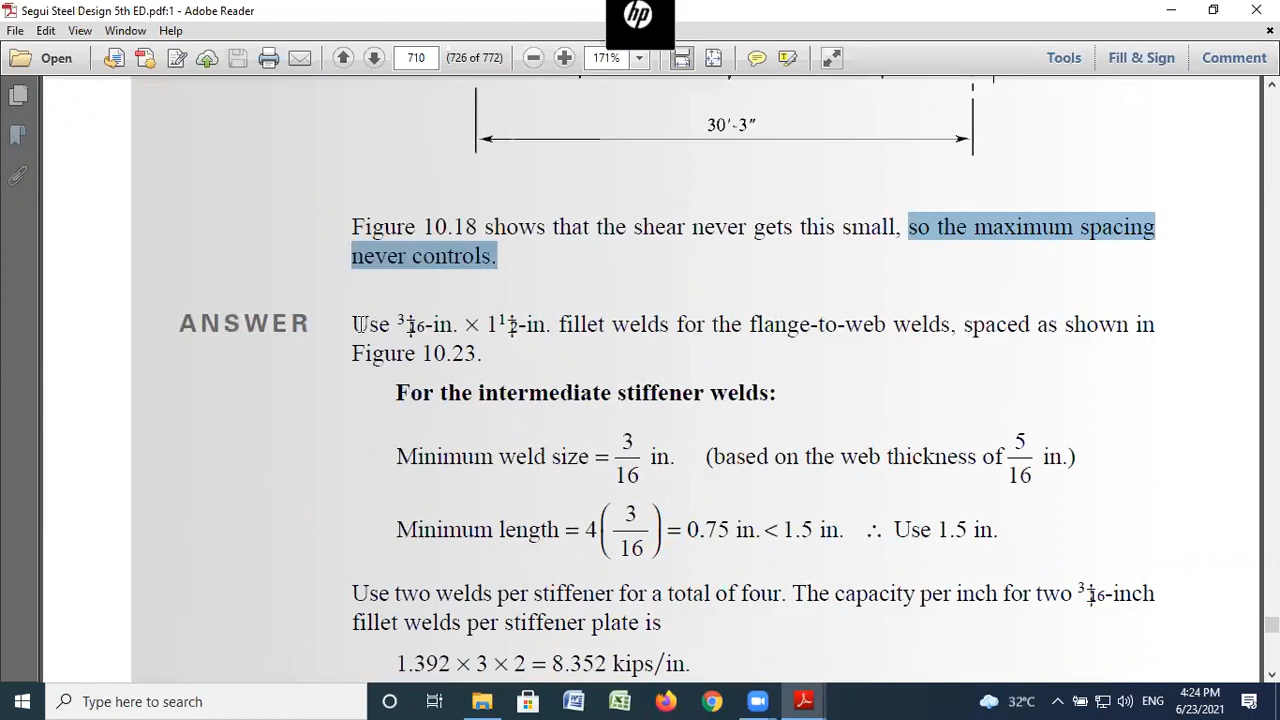 Segui Steel Design 5th ED.pdf:1 - Adobe Reader
hp
File Edit View Window Help
Open 710 (726 of 772) 171% Tools Fill & Sign Comment
30'-3"
Figure 10.18 shows that the shear never gets this small, so the maximum spacing
never controls.
ANSWER
Use 3/16-in. × 1 1/2-in. fillet welds for the flange-to-web welds, spaced as shown in
Figure 10.23.
For the intermediate stiffener welds:
Minimum weld size = 3/16 in. (based on the web thickness of 5/16 in.)
Minimum length = 4(3/16) = 0.75 in. < 1.5 in. ∴ Use 1.5 in.
Use two welds per stiffener for a total of four. The capacity per inch for two 3/16-inch
fillet welds per stiffener plate is
1.392 × 3 × 2 = 8.352 kips/in.
Type here to search
32°C ENG
4:24 PM
6/23/2021